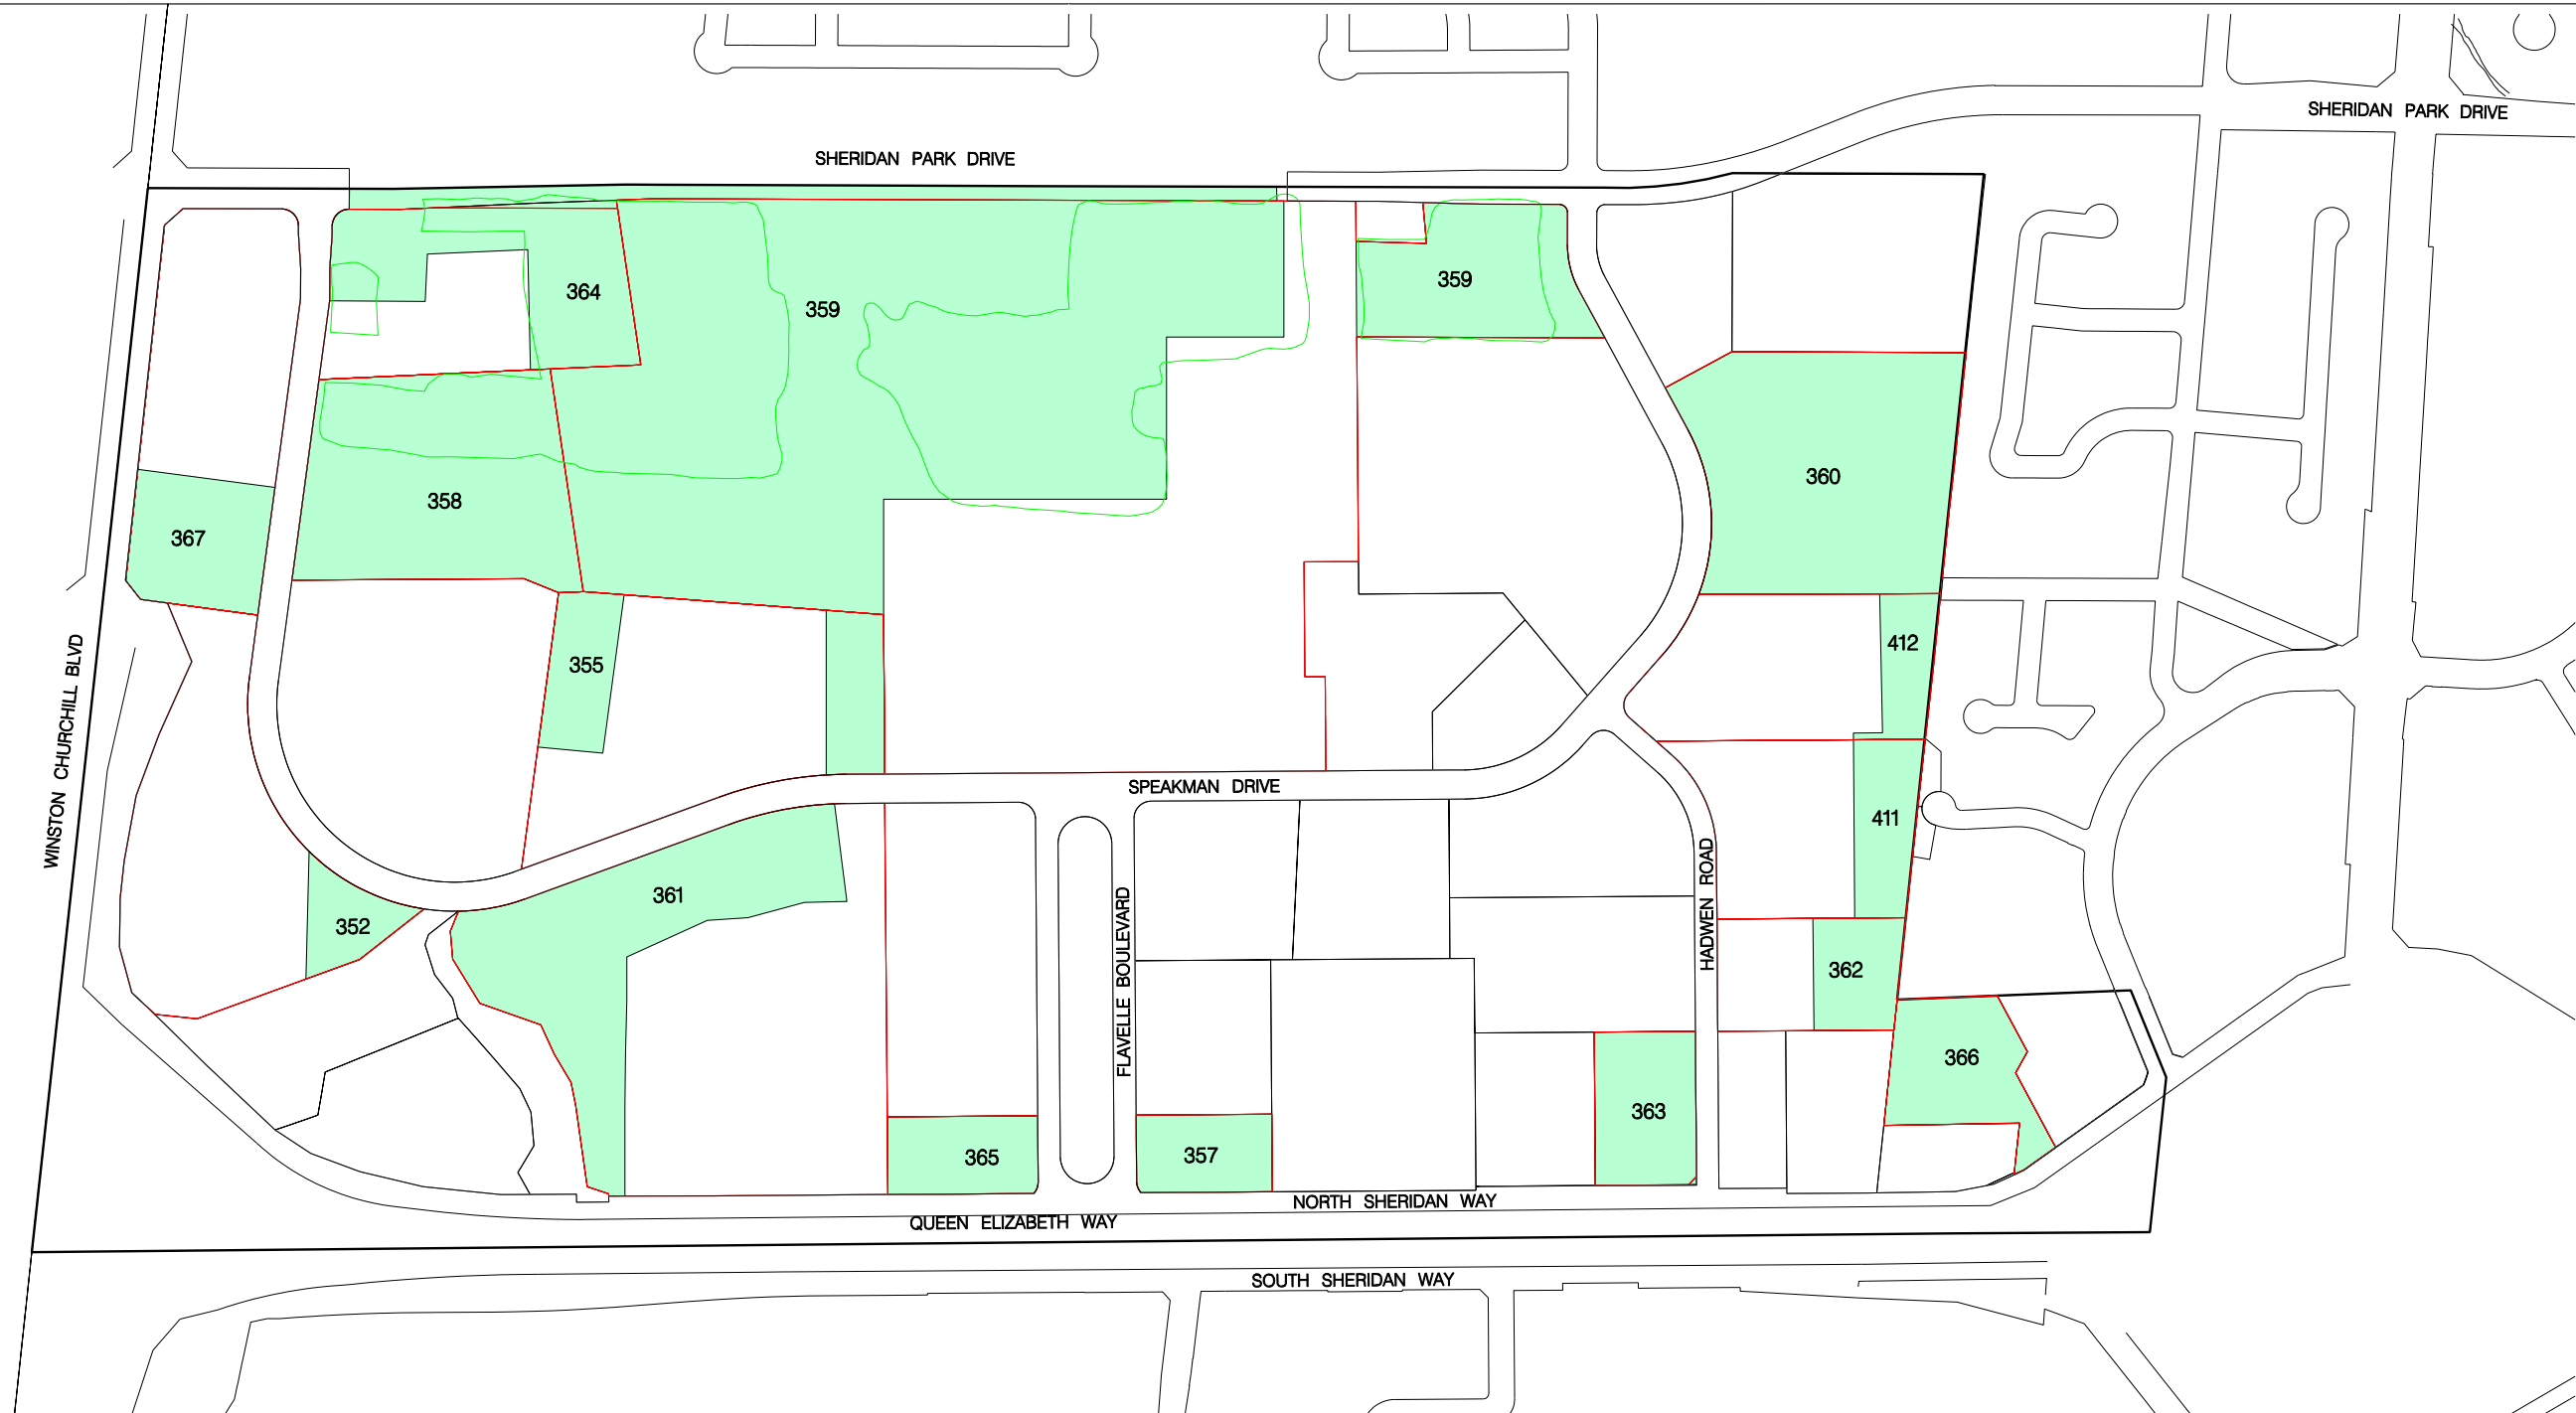 SHERIDAN PARK DRIVE
SHERIDAN PARK DRIVE
364
359
359
360
358
367
412
355
WINSTON CHURCHILL BLVD
SPEAKMAN DRIVE
411
361
HADWEN ROAD
352
FLAVELLE BOULEVARD
362
366
363
365
357
NORTH SHERIDAN WAY
QUEEN ELIZABETH WAY
SOUTH SHERIDAN WAY